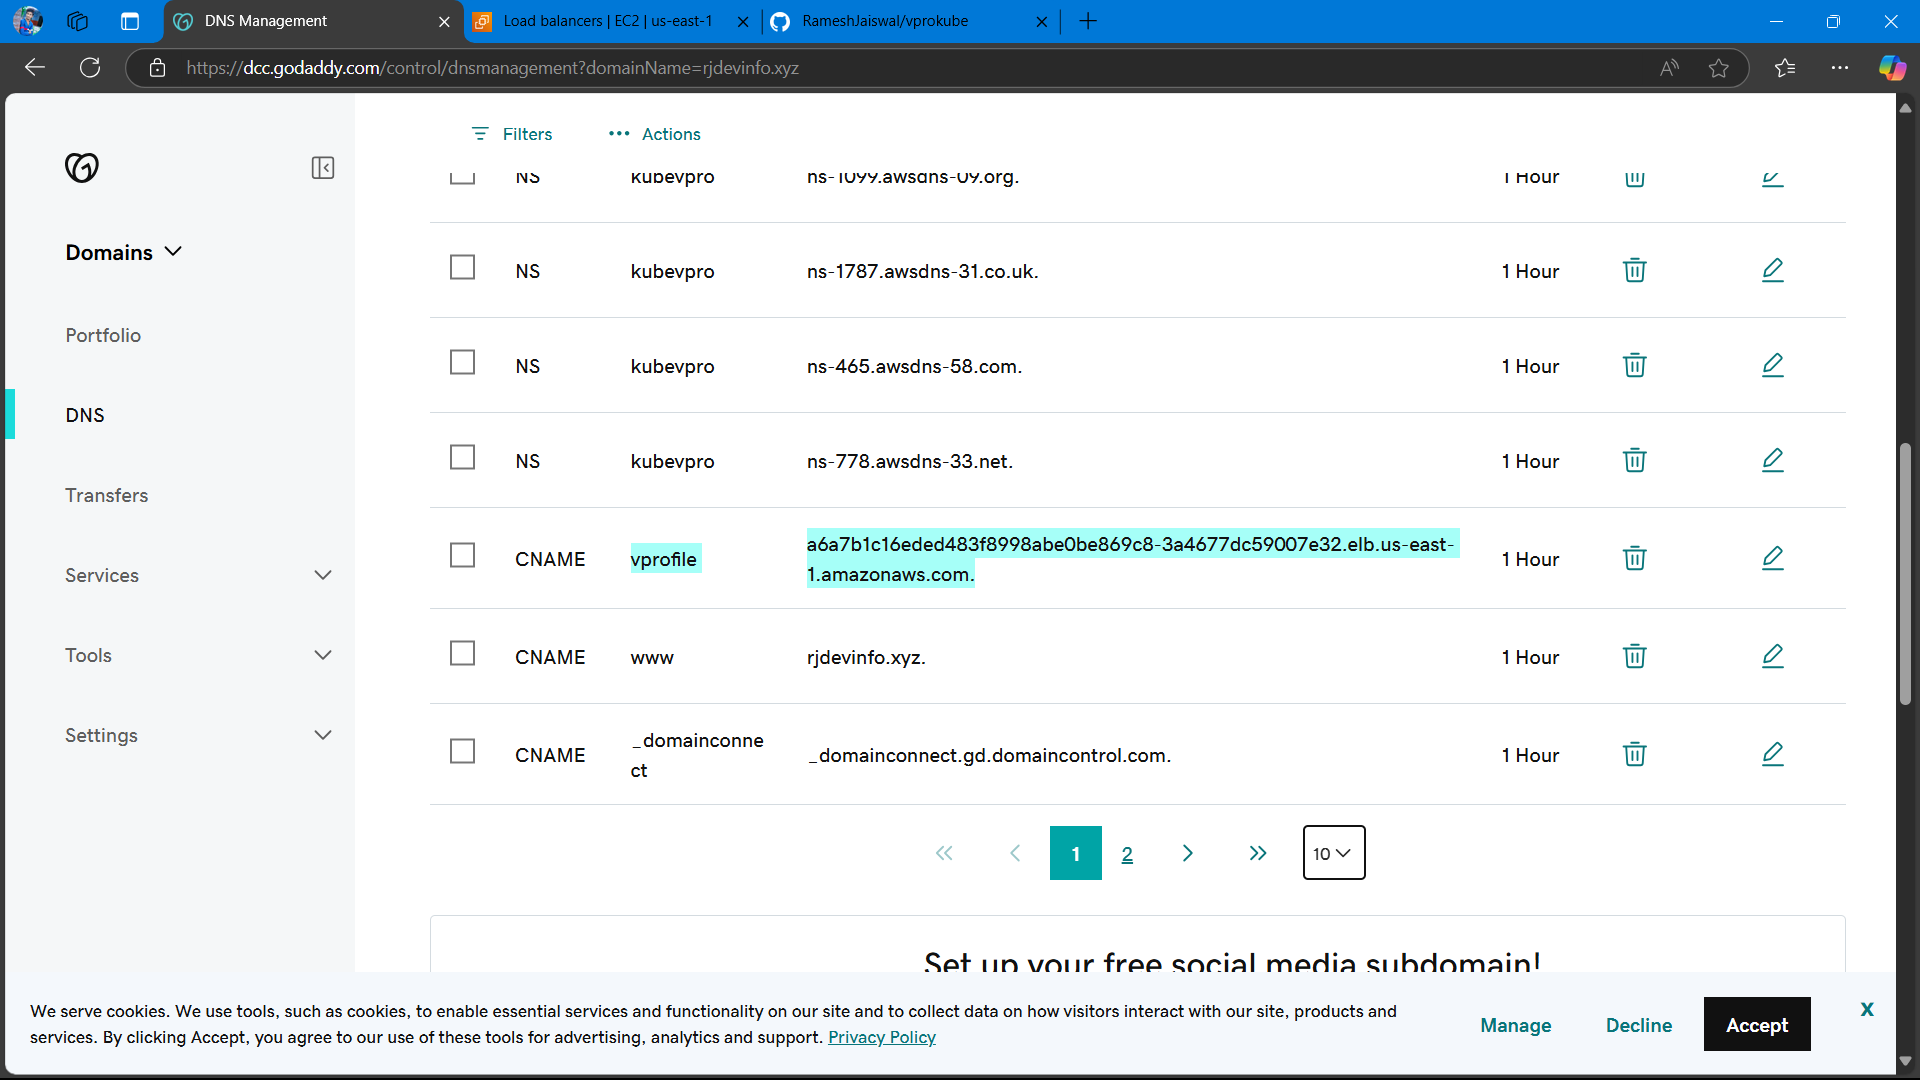 DNS Management
Load balancers | EC2 | us-east-1
RameshJaiswal/vprokube
https://dcc.godaddy.com/control/dnsmanagement?domainName=rjdevinfo.xyz
Filters
Actions
Domains
Portfolio
DNS
Transfers
Services
Tools
Settings
NS kubevpro ns-1099.awsdns-09.org. 1 Hour
NS kubevpro ns-1787.awsdns-31.co.uk. 1 Hour
NS kubevpro ns-465.awsdns-58.com. 1 Hour
NS kubevpro ns-778.awsdns-33.net. 1 Hour
CNAME vprofile a6a7b1c16eded483f8998abe0be869c8-3a4677dc59007e32.elb.us-east-
1.amazonaws.com. 1 Hour
CNAME www rjdevinfo.xyz. 1 Hour
CNAME _domainconne
ct _domainconnect.gd.domaincontrol.com. 1 Hour
1 2 10
Set up your free social media subdomain!
We serve cookies. We use tools, such as cookies, to enable essential services and functionality on our site and to collect data on how visitors interact with our site, products and
services. By clicking Accept, you agree to our use of these tools for advertising, analytics and support. Privacy Policy
Manage
Decline
Accept
X